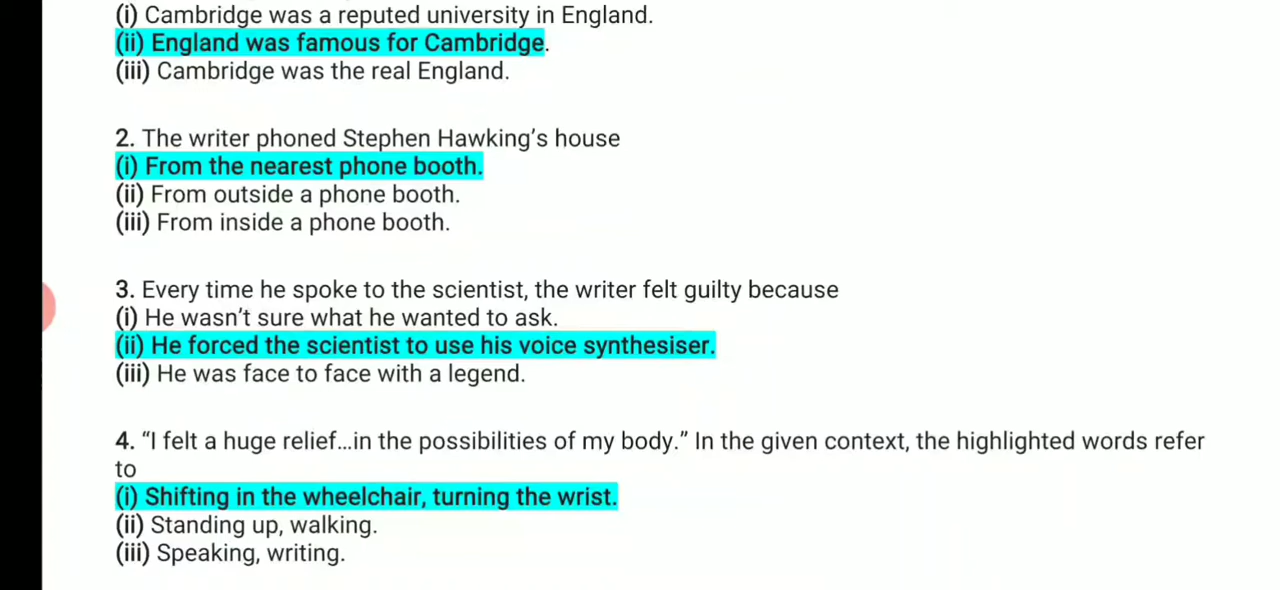 (i) Cambridge was a reputed university in England.
(ii) England was famous for Cambridge.
(iii) Cambridge was the real England.
2. The writer phoned Stephen Hawking’s house
(i) From the nearest phone booth.
(ii) From outside a phone booth.
(iii) From inside a phone booth.
3. Every time he spoke to the scientist, the writer felt guilty because
(i) He wasn’t sure what he wanted to ask.
(ii) He forced the scientist to use his voice synthesiser.
(iii) He was face to face with a legend.
4. “I felt a huge relief...in the possibilities of my body.” In the given context, the highlighted words refer
to
(i) Shifting in the wheelchair, turning the wrist.
(ii) Standing up, walking.
(iii) Speaking, writing.